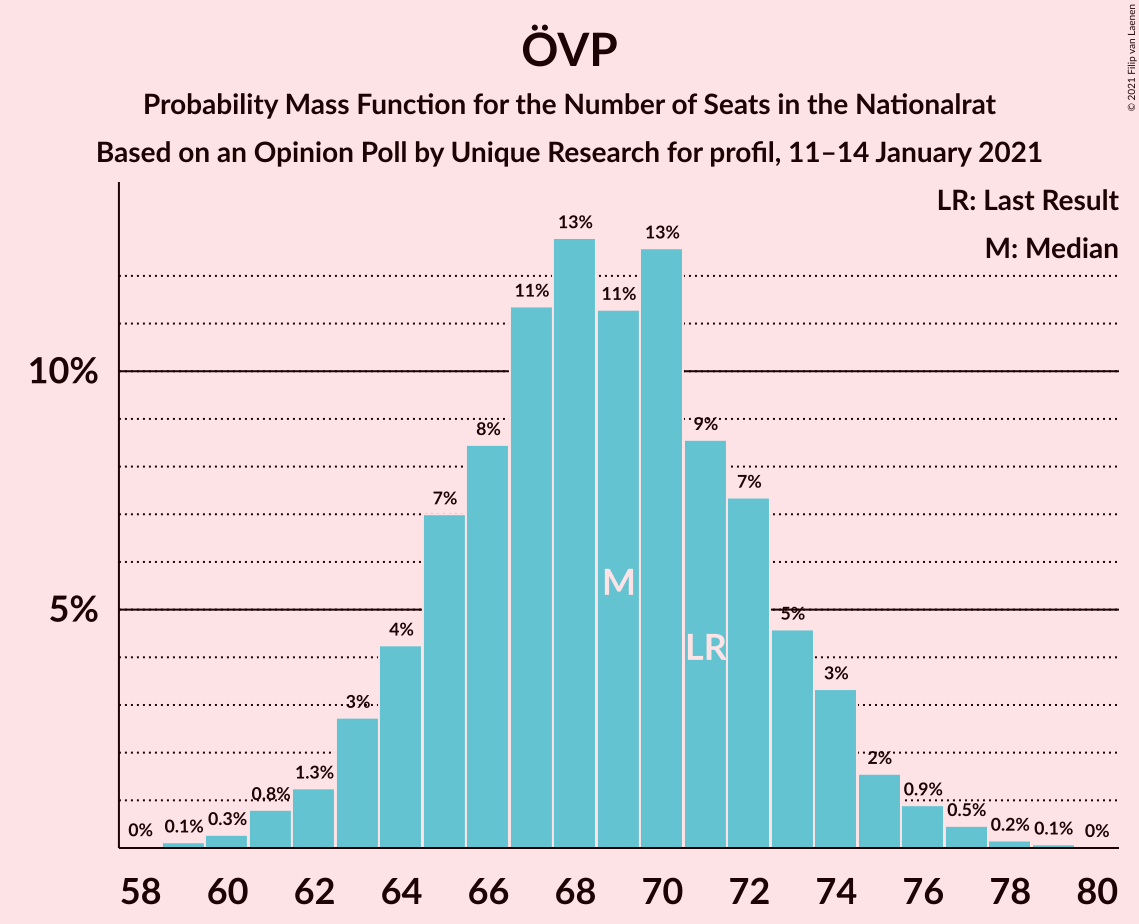 ÖVP
Probability Mass Function for the Number of Seats in the Nationalrat
Based on an Opinion Poll by Unique Research for profil, 11–14 January 2021
© 2021 Filip van Laenen
LR: Last Result
M: Median
10%
5%
0%
0.1%
0.3%
0.8%
1.3%
3%
4%
7%
8%
11%
13%
11%
13%
9%
7%
5%
3%
2%
0.9%
0.5%
0.2%
0.1%
0%
M
LR
58 60 62 64 66 68 70 72 74 76 78 80